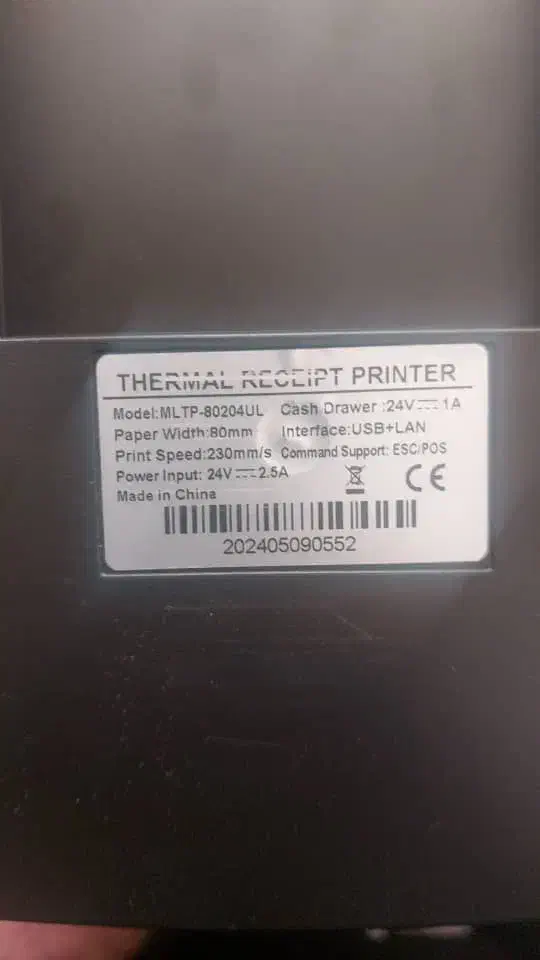 THERMAL RECEIPT PRINTER
Model:MLTP-80204UL Cash Drawer :24V⎓1A
Paper Width:80mm Interface:USB+LAN
Print Speed:230mm/s Command Support: ESC/POS
Power Input: 24V⎓2.5A CE
Made in China
202405090552